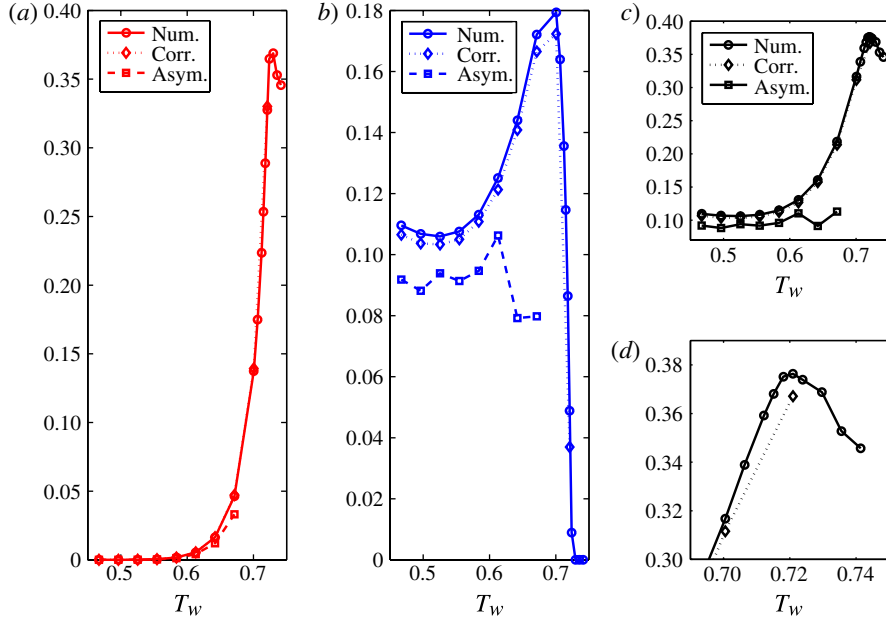 (a)
0.40
0.35
0.30
0.25
0.20
0.15
0.10
0.05
0
0.5
0.6
0.7
T_w
Num.
Corr.
Asym.
(b)
0.18
0.16
0.14
0.12
0.10
0.08
0.06
0.04
0.02
0
0.5
0.6
0.7
T_w
Num.
Corr.
Asym.
(c)
0.40
0.35
0.30
0.25
0.20
0.15
0.10
0.5
0.6
0.7
T_w
Num.
Corr.
Asym.
(d)
0.38
0.36
0.34
0.32
0.30
0.70
0.72
0.74
T_w